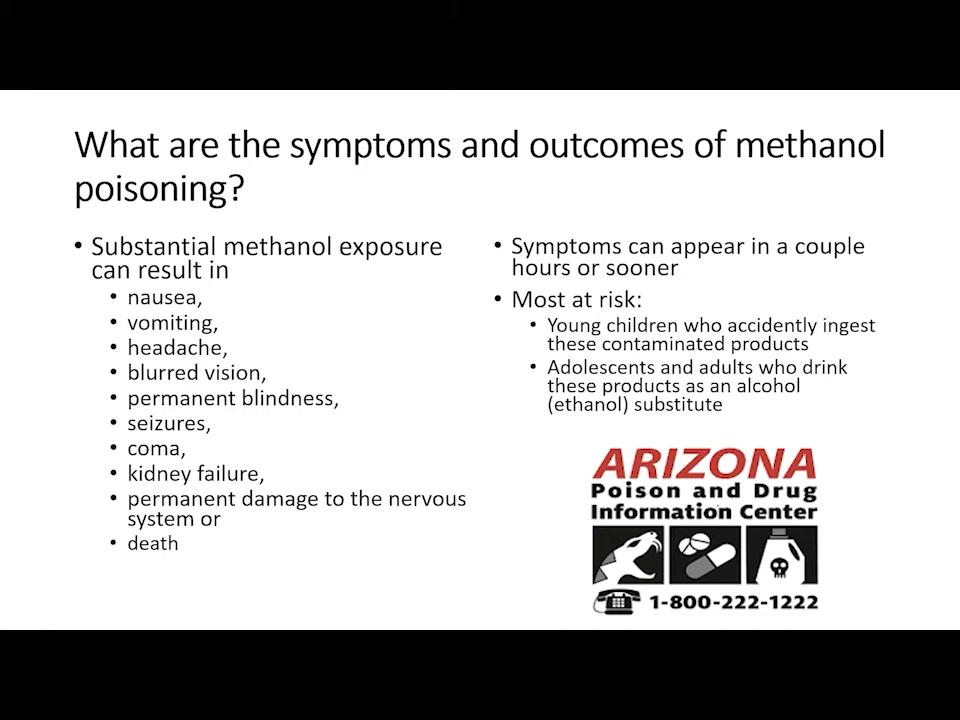 What are the symptoms and outcomes of methanol
poisoning?
• Substantial methanol exposure
can result in
• nausea,
• vomiting,
• headache,
• blurred vision,
• permanent blindness,
• seizures,
• coma,
• kidney failure,
• permanent damage to the nervous
system or
• death
• Symptoms can appear in a couple
hours or sooner
• Most at risk:
• Young children who accidently ingest
these contaminated products
• Adolescents and adults who drink
these products as an alcohol
(ethanol) substitute
ARIZONA
Poison and Drug
Information Center
1-800-222-1222